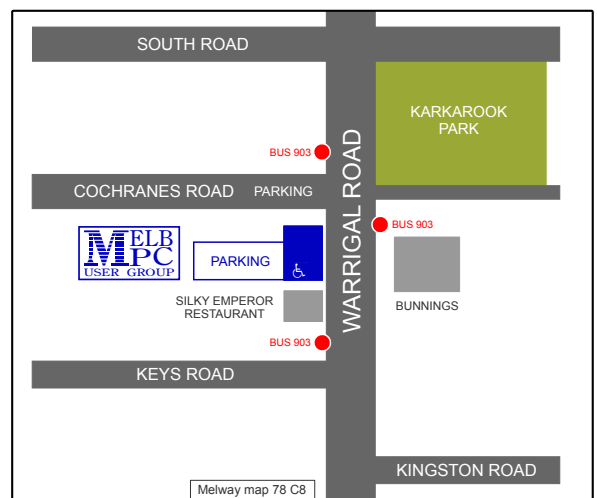 SOUTH ROAD
KARKAROOK
PARK
BUS 903
WARRIGAL ROAD
COCHRANES ROAD
PARKING
BUS 903
MELB
PC
USER GROUP
PARKING
SILKY EMPEROR
RESTAURANT
BUNNINGS
BUS 903
KEYS ROAD
KINGSTON ROAD
Melway map 78 C8